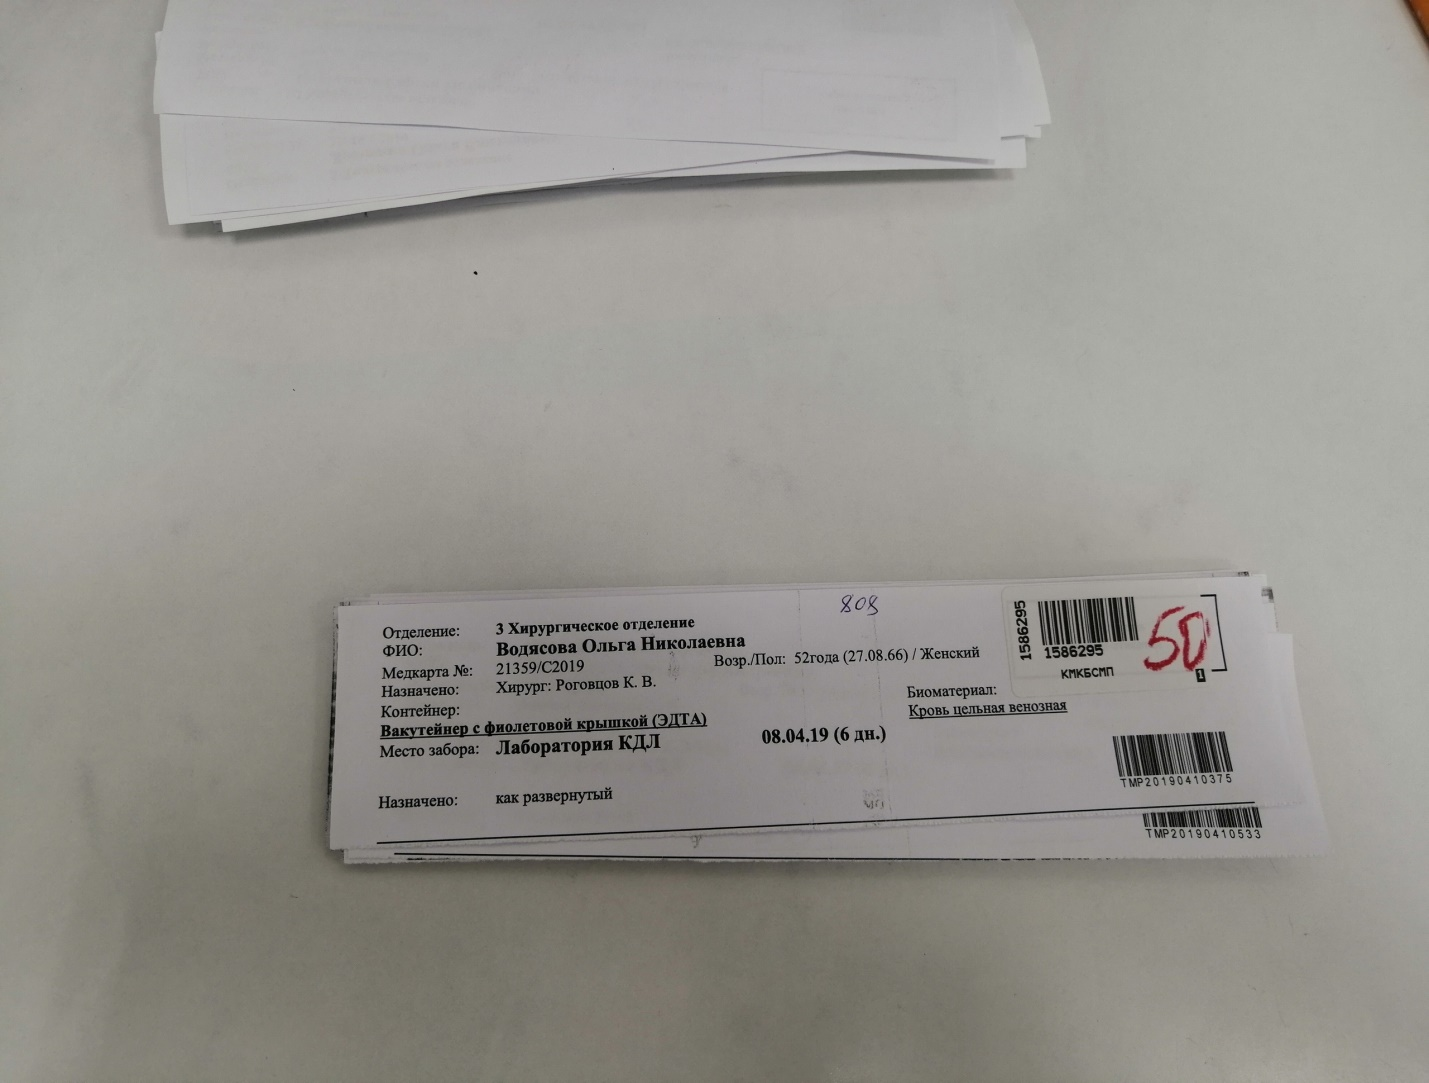 808
Отделение: 3 Хирургическое отделение
ФИО: Водясова Ольга Николаевна
Медкарта №: 21359/С2019 Возр./Пол: 52года (27.08.66) / Женский
Назначено: Хирург: Роговцов К. В.
Контейнер:
Вакутейнер с фиолетовой крышкой (ЭДТА)
Место забора: Лаборатория КДЛ 08.04.19 (6 дн.)
Назначено: как развернутый
1586295
1586295
50
КМКБСМП
1
Биоматериал:
Кровь цельная венозная
TMP20190410375
TMP20190410533